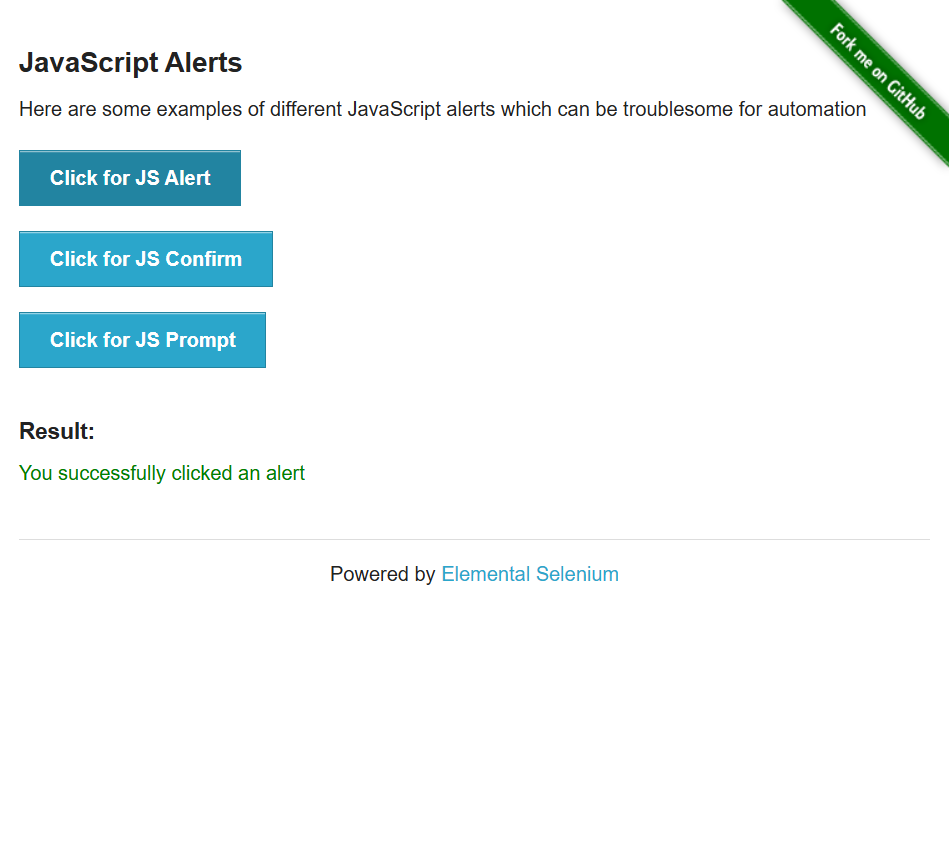 Fork me on GitHub
JavaScript Alerts
Here are some examples of different JavaScript alerts which can be troublesome for automation
Click for JS Alert
Click for JS Confirm
Click for JS Prompt
Result:
You successfully clicked an alert
Powered by Elemental Selenium